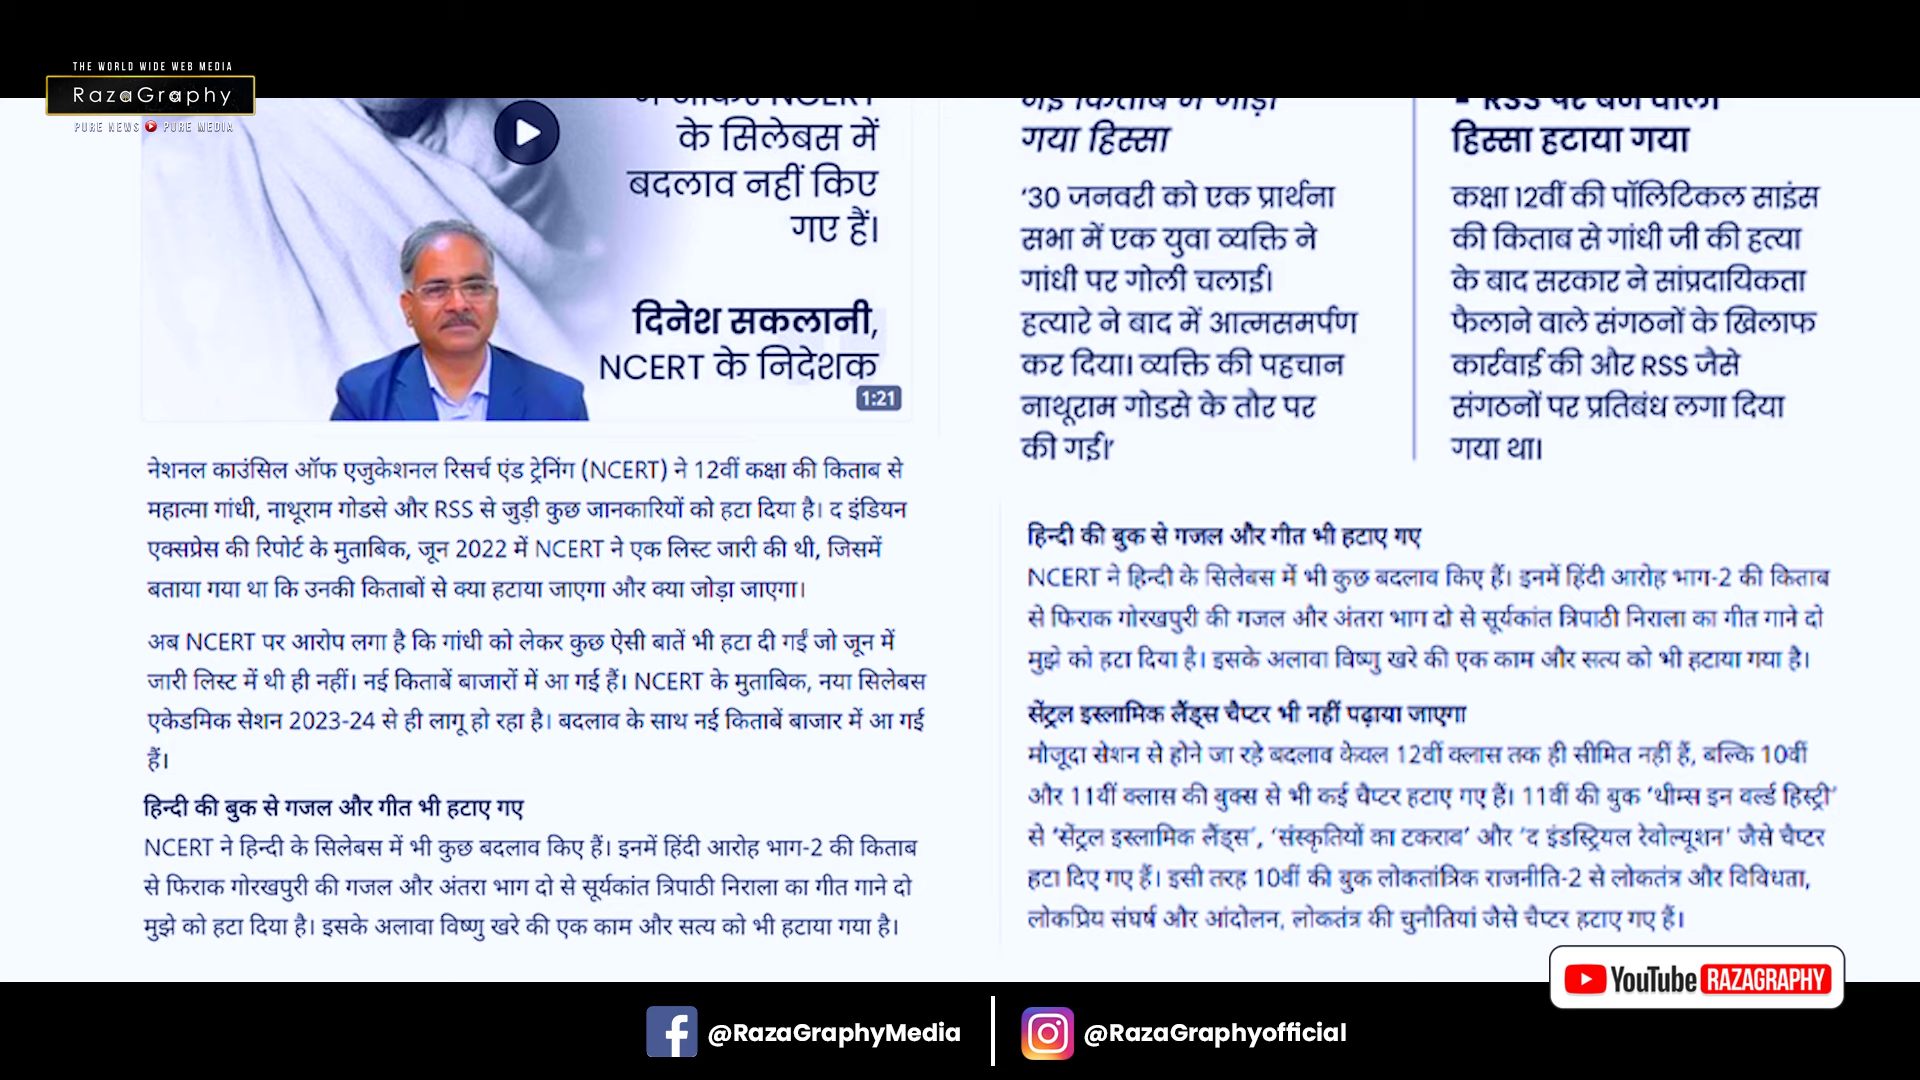 THE WORLD WIDE WEB MEDIA
RazaGraphy
PURE NEWS PURE MEDIA
NCERT
के सिलेबस में
बदलाव नहीं किए
गए हैं।
दिनेश सकलानी,
NCERT के निदेशक
1:21
नेशनल काउंसिल ऑफ एजुकेशनल रिसर्च एंड ट्रेनिंग (NCERT) ने 12वीं कक्षा की किताब से
महात्मा गांधी, नाथूराम गोडसे और RSS से जुड़ी कुछ जानकारियों को हटा दिया है। द इंडियन
एक्सप्रेस की रिपोर्ट के मुताबिक, जून 2022 में NCERT ने एक लिस्ट जारी की थी, जिसमें
बताया गया था कि उनकी किताबों से क्या हटाया जाएगा और क्या जोड़ा जाएगा।
अब NCERT पर आरोप लगा है कि गांधी को लेकर कुछ ऐसी बातें भी हटा दी गईं जो जून में
जारी लिस्ट में थी ही नहीं। नई किताबें बाजारों में आ गई हैं। NCERT के मुताबिक, नया सिलेबस
एकेडमिक सेशन 2023-24 से ही लागू हो रहा है। बदलाव के साथ नई किताबें बाजार में आ गई
हैं।
हिन्दी की बुक से गजल और गीत भी हटाए गए
NCERT ने हिन्दी के सिलेबस में भी कुछ बदलाव किए हैं। इनमें हिंदी आरोह भाग-2 की किताब
से फिराक गोरखपुरी की गजल और अंतरा भाग दो से सूर्यकांत त्रिपाठी निराला का गीत गाने दो
मुझे को हटा दिया है। इसके अलावा विष्णु खरे की एक काम और सत्य को भी हटाया गया है।
नई किताब में जोड़ा
गया हिस्सा
‘30 जनवरी को एक प्रार्थना
सभा में एक युवा व्यक्ति ने
गांधी पर गोली चलाई।
हत्यारे ने बाद में आत्मसमर्पण
कर दिया। व्यक्ति की पहचान
नाथूराम गोडसे के तौर पर
की गई।’
- RSS पर बैन वाला
हिस्सा हटाया गया
कक्षा 12वीं की पॉलिटिकल साइंस
की किताब से गांधी जी की हत्या
के बाद सरकार ने सांप्रदायिकता
फैलाने वाले संगठनों के खिलाफ
कार्रवाई की और RSS जैसे
संगठनों पर प्रतिबंध लगा दिया
गया था।
हिन्दी की बुक से गजल और गीत भी हटाए गए
NCERT ने हिन्दी के सिलेबस में भी कुछ बदलाव किए हैं। इनमें हिंदी आरोह भाग-2 की किताब
से फिराक गोरखपुरी की गजल और अंतरा भाग दो से सूर्यकांत त्रिपाठी निराला का गीत गाने दो
मुझे को हटा दिया है। इसके अलावा विष्णु खरे की एक काम और सत्य को भी हटाया गया है।
सेंट्रल इस्लामिक लैंड्स चैप्टर भी नहीं पढ़ाया जाएगा
मौजूदा सेशन से होने जा रहे बदलाव केवल 12वीं क्लास तक ही सीमित नहीं हैं, बल्कि 10वीं
और 11वीं क्लास की बुक्स से भी कई चैप्टर हटाए गए हैं। 11वीं की बुक ‘थीम्स इन वर्ल्ड हिस्ट्री’
से ‘सेंट्रल इस्लामिक लैंड्स’, ‘संस्कृतियों का टकराव’ और ‘द इंडस्ट्रियल रेवोल्यूशन’ जैसे चैप्टर
हटा दिए गए हैं। इसी तरह 10वीं की बुक लोकतांत्रिक राजनीति-2 से लोकतंत्र और विविधता,
लोकप्रिय संघर्ष और आंदोलन, लोकतंत्र की चुनौतियां जैसे चैप्टर हटाए गए हैं।
YouTube RAZAGRAPHY
@RazaGraphyMedia
@RazaGraphyofficial